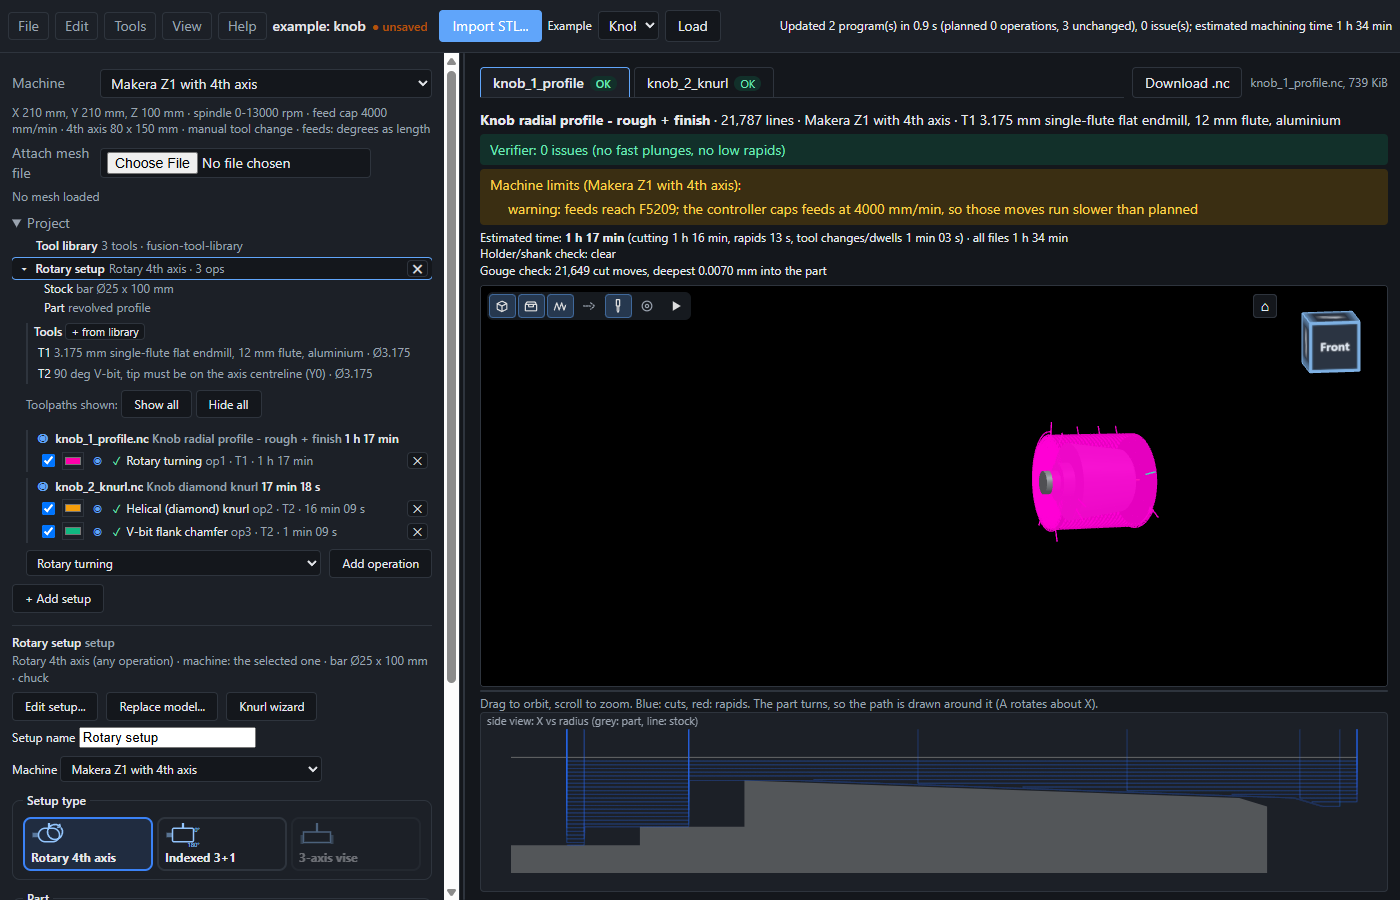 File Edit Tools View Help example: knob • unsaved Import STL... Example Knol Load Updated 2 program(s) in 0.9 s (planned 0 operations, 3 unchanged), 0 issue(s); estimated machining time 1 h 34 min
Machine Makera Z1 with 4th axis
X 210 mm, Y 210 mm, Z 100 mm · spindle 0-13000 rpm · feed cap 4000
mm/min · 4th axis 80 x 150 mm · manual tool change · feeds: degrees as length
Attach mesh
file
Choose File No file chosen
No mesh loaded
Project
Tool library 3 tools · fusion-tool-library
Rotary setup Rotary 4th axis · 3 ops
Stock bar Ø25 x 100 mm
Part revolved profile
Tools + from library
T1 3.175 mm single-flute flat endmill, 12 mm flute, aluminium · Ø3.175
T2 90 deg V-bit, tip must be on the axis centreline (Y0) · Ø3.175
Toolpaths shown: Show all Hide all
knob_1_profile.nc Knob radial profile - rough + finish 1 h 17 min
✓ Rotary turning op1 · T1 · 1 h 17 min
knob_2_knurl.nc Knob diamond knurl 17 min 18 s
✓ Helical (diamond) knurl op2 · T2 · 16 min 09 s
✓ V-bit flank chamfer op3 · T2 · 1 min 09 s
Rotary turning Add operation
+ Add setup
Rotary setup setup
Rotary 4th axis (any operation) · machine: the selected one · bar Ø25 x 100 mm
· chuck
Edit setup... Replace model... Knurl wizard
Setup name Rotary setup
Machine Makera Z1 with 4th axis
Setup type
180°
Rotary 4th axis Indexed 3+1 3-axis vise
Part
knob_1_profile OK knob_2_knurl OK Download .nc knob_1_profile.nc, 739 KiB
Knob radial profile - rough + finish · 21,787 lines · Makera Z1 with 4th axis · T1 3.175 mm single-flute flat endmill, 12 mm flute, aluminium
Verifier: 0 issues (no fast plunges, no low rapids)
Machine limits (Makera Z1 with 4th axis):
warning: feeds reach F5209; the controller caps feeds at 4000 mm/min, so those moves run slower than planned
Estimated time: 1 h 17 min (cutting 1 h 16 min, rapids 13 s, tool changes/dwells 1 min 03 s) · all files 1 h 34 min
Holder/shank check: clear
Gouge check: 21,649 cut moves, deepest 0.0070 mm into the part
Front
Drag to orbit, scroll to zoom. Blue: cuts, red: rapids. The part turns, so the path is drawn around it (A rotates about X).
side view: X vs radius (grey: part, line: stock)